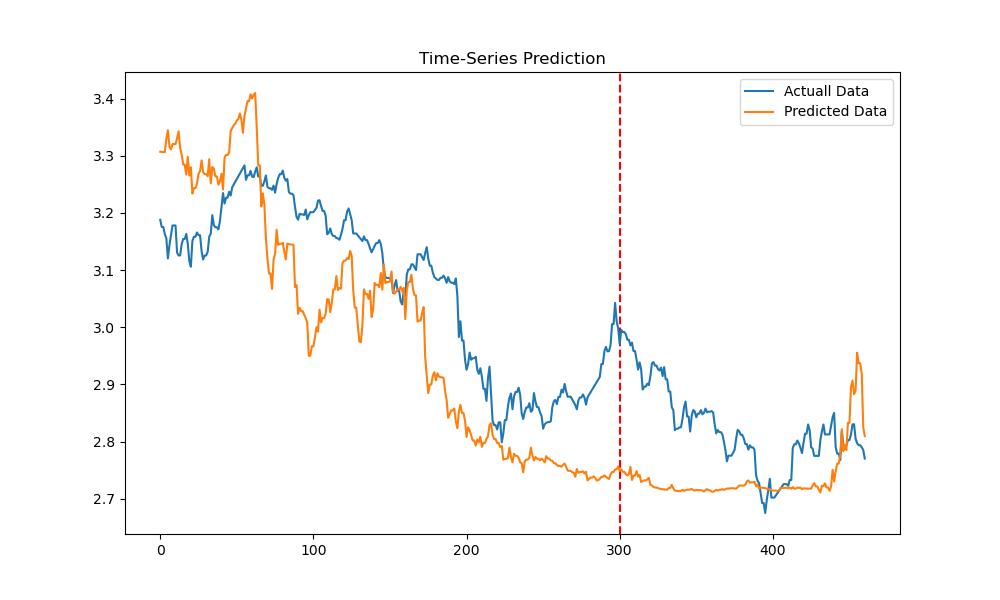 Time-Series Prediction
Actuall Data
Predicted Data
3.4
3.3
3.2
3.1
3.0
2.9
2.8
2.7
0 100 200 300 400